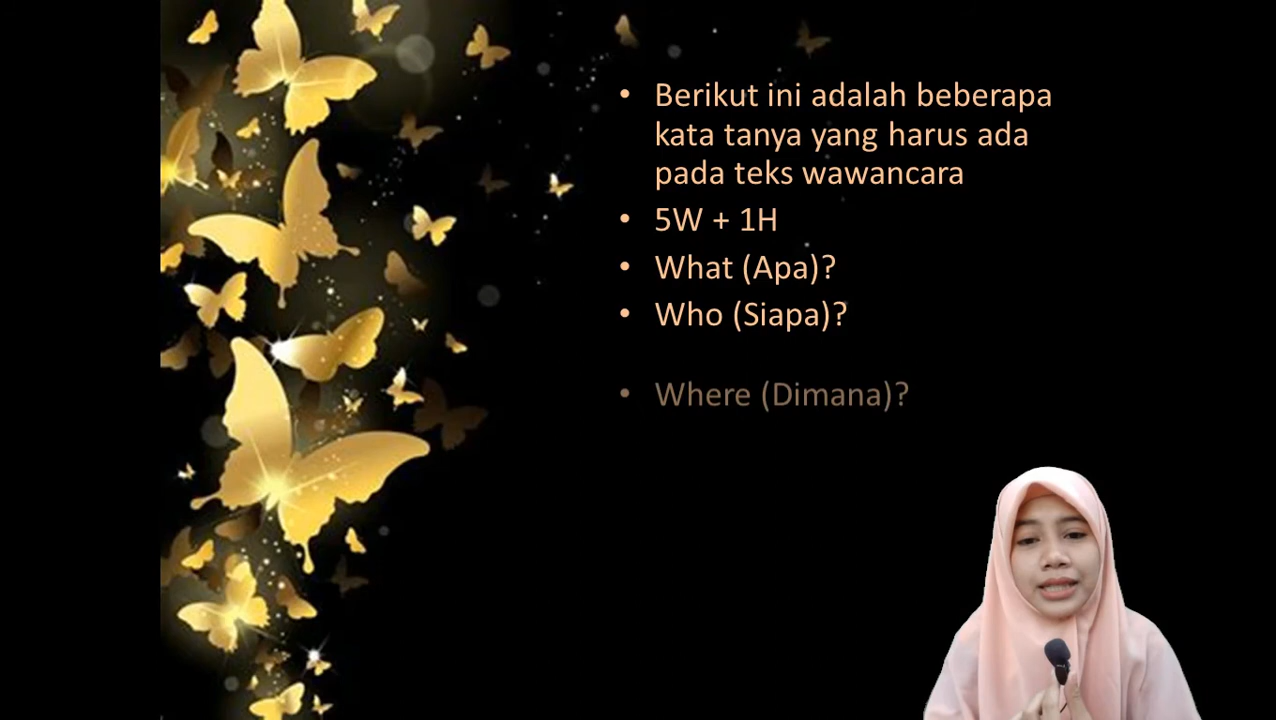 • Berikut ini adalah beberapa
kata tanya yang harus ada
pada teks wawancara
• 5W + 1H
• What (Apa)?
• Who (Siapa)?
• Where (Dimana)?